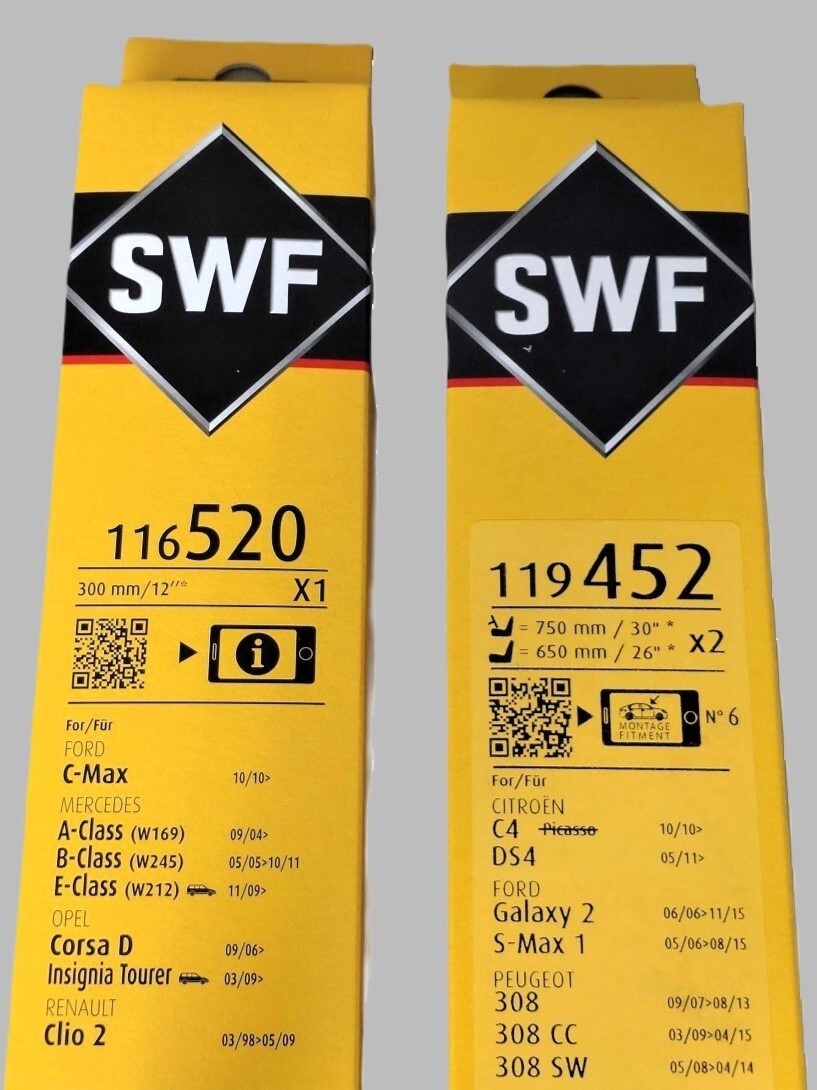 SWF
116520
300 mm/12''* X1
i
For/Für
FORD
C-Max 10/10>
MERCEDES
A-Class (W169) 09/04>
B-Class (W245) 05/05>10/11
E-Class (W212) 11/09>
OPEL
Corsa D 09/06>
Insignia Tourer 03/09>
RENAULT
Clio 2 03/98>05/09
SWF
119 452
= 750 mm / 30" *
= 650 mm / 26" * X2
MONTAGE
FITMENT
N° 6
For/Für
CITROËN
C4 Picasso 10/10>
DS4 05/11>
FORD
Galaxy 2 06/06>11/15
S-Max 1 05/06>08/15
PEUGEOT
308 09/07>08/13
308 CC 03/09>04/15
308 SW 05/08>04/14